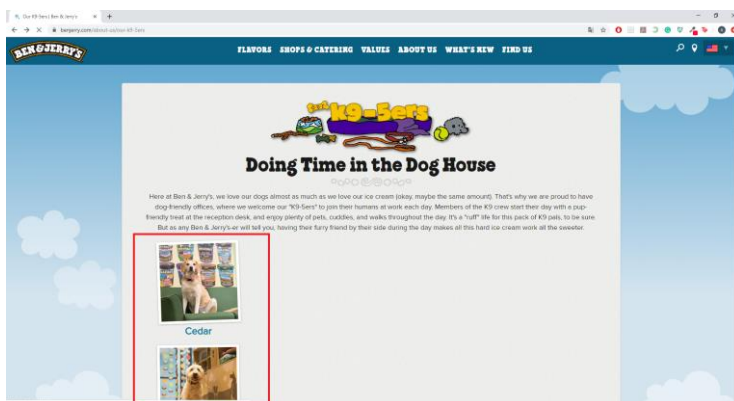 Our K9-5ers | Ben & Jerry's
benjerry.com/about-us/our-k9-5ers
BEN & JERRY'S
FLAVORS SHOPS & CATERING VALUES ABOUT US WHAT'S NEW FIND US
our K9-5ers
Doing Time in the Dog House
Here at Ben & Jerry's, we love our dogs almost as much as we love our ice cream (okay, maybe the same amount). That's why we are proud to have
dog-friendly offices, where we welcome our "K9-5ers" to join their humans at work each day. Members of the K9 crew start their day with a pup-
friendly treat at the reception desk, and enjoy plenty of pets, cuddles, and walks throughout the day. It's a "ruff" life for this pack of K9 pals, to be sure.
But as any Ben & Jerry's-er will tell you, having their furry friend by their side during the day makes all this hard ice cream work all the sweeter.
Cedar